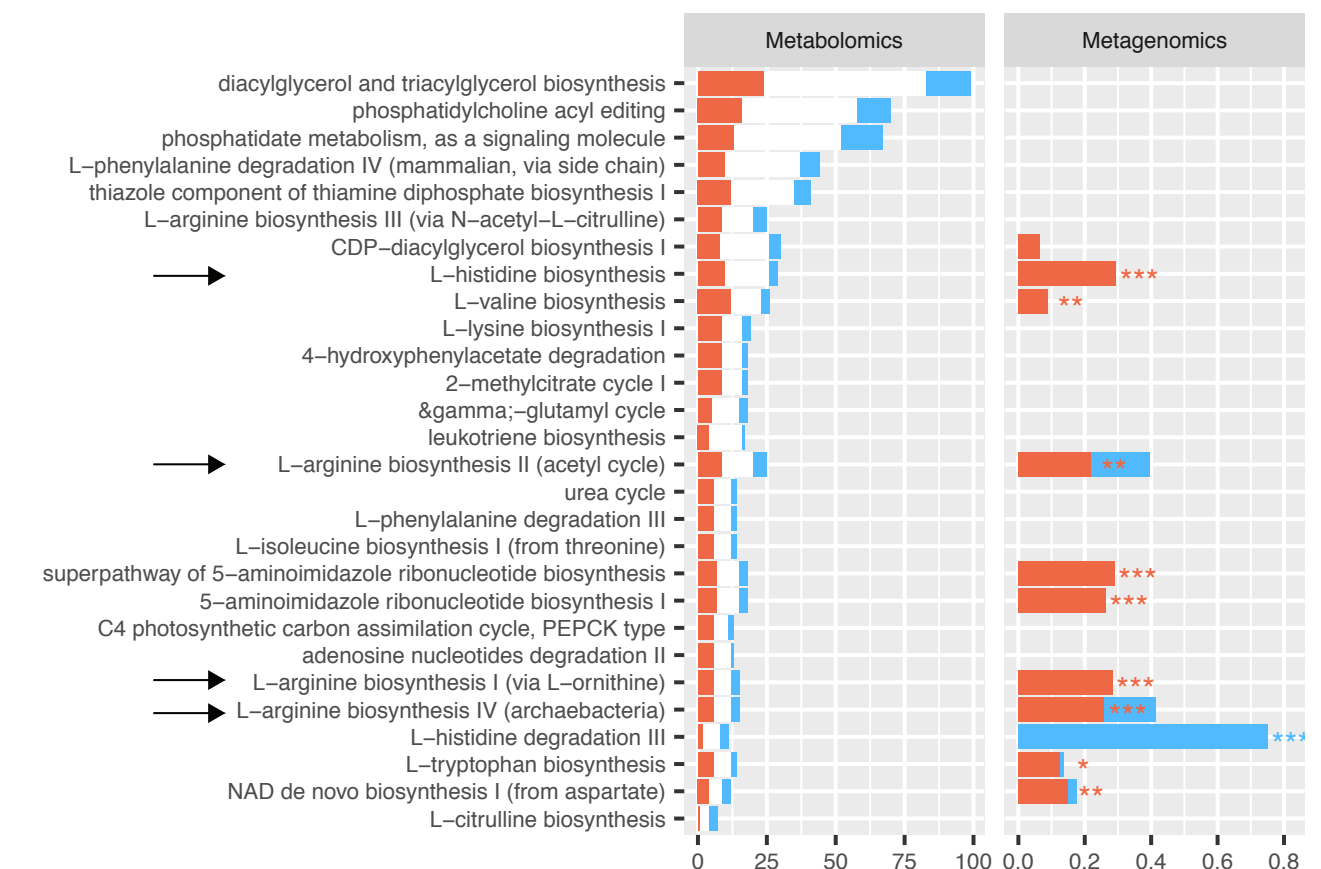 Metabolomics Metagenomics
diacylglycerol and triacylglycerol biosynthesis
phosphatidylcholine acyl editing
phosphatidate metabolism, as a signaling molecule
L−phenylalanine degradation IV (mammalian, via side chain)
thiazole component of thiamine diphosphate biosynthesis I
L−arginine biosynthesis III (via N−acetyl−L−citrulline)
CDP−diacylglycerol biosynthesis I
L−histidine biosynthesis ***
L−valine biosynthesis **
L−lysine biosynthesis I
4−hydroxyphenylacetate degradation
2−methylcitrate cycle I
&gamma;−glutamyl cycle
leukotriene biosynthesis
L−arginine biosynthesis II (acetyl cycle) **
urea cycle
L−phenylalanine degradation III
L−isoleucine biosynthesis I (from threonine)
superpathway of 5−aminoimidazole ribonucleotide biosynthesis ***
5−aminoimidazole ribonucleotide biosynthesis I ***
C4 photosynthetic carbon assimilation cycle, PEPCK type
adenosine nucleotides degradation II
L−arginine biosynthesis I (via L−ornithine) ***
L−arginine biosynthesis IV (archaebacteria) ***
L−histidine degradation III ***
L−tryptophan biosynthesis *
NAD de novo biosynthesis I (from aspartate) **
L−citrulline biosynthesis
0 25 50 75 100 0.0 0.2 0.4 0.6 0.8